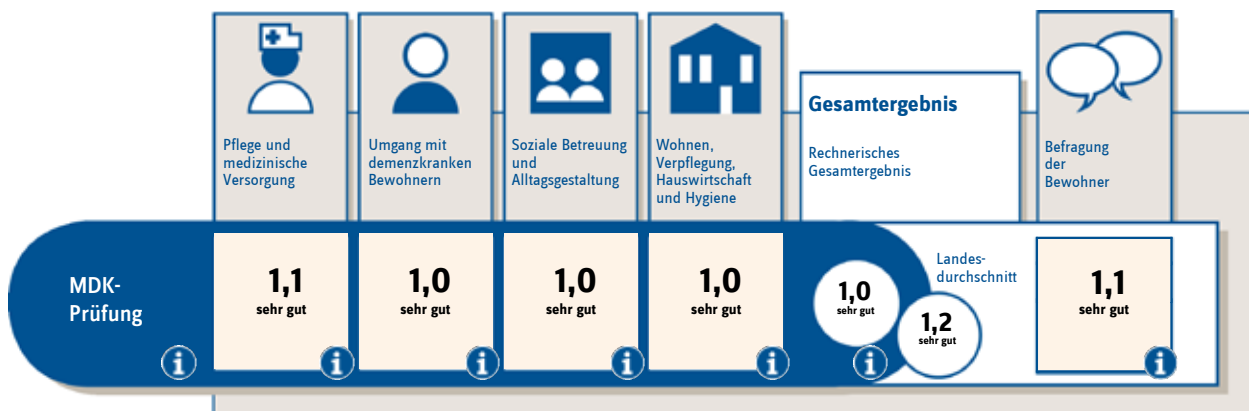 Pflege und
medizinische
Versorgung
Umgang mit
demenzkranken
Bewohnern
Soziale Betreuung
und
Alltagsgestaltung
Wohnen,
Verpflegung,
Hauswirtschaft
und Hygiene
Gesamtergebnis
Rechnerisches
Gesamtergebnis
Befragung
der
Bewohner
MDK-
Prüfung
i
1,1
sehr gut
i
1,0
sehr gut
i
1,0
sehr gut
i
1,0
sehr gut
i
1,0
sehr gut
i
Landes-
durchschnitt
1,2
sehr gut
1,1
sehr gut
i